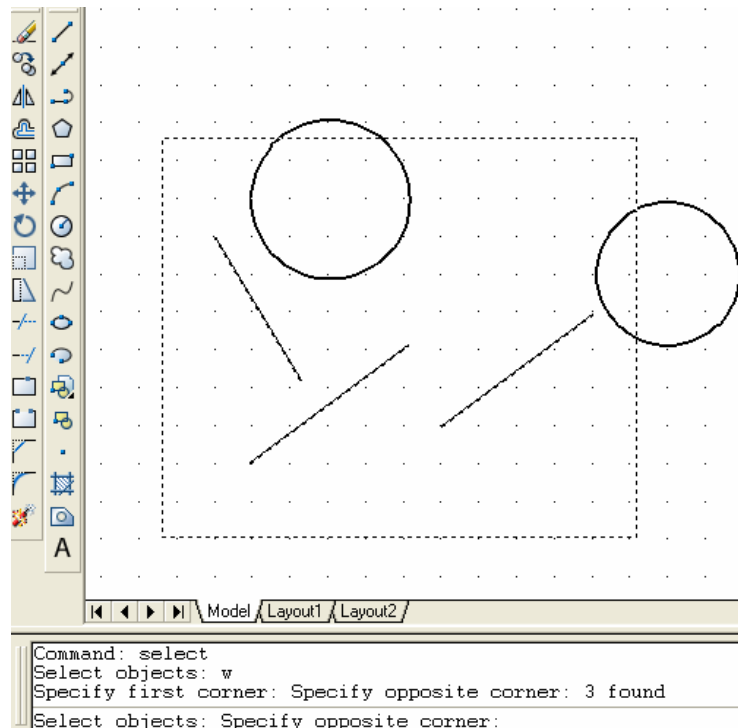 A
Model Layout1 Layout2
Command: select
Select objects: w
Specify first corner: Specify opposite corner: 3 found
Select objects: Specify opposite corner: